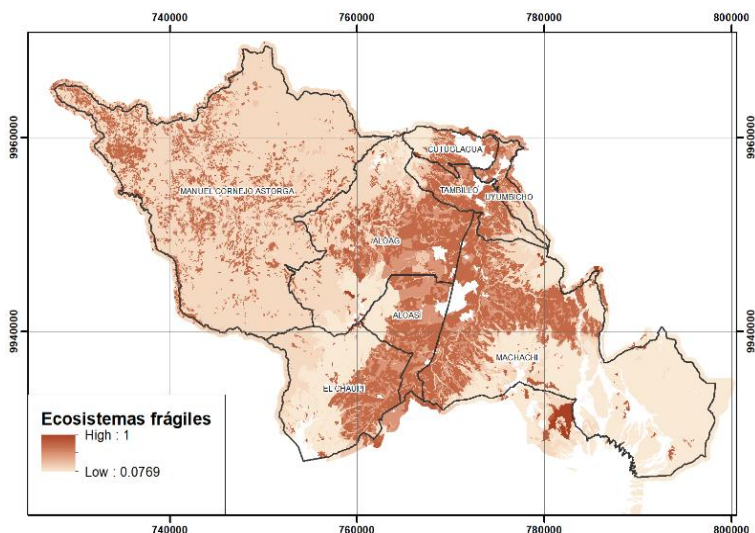 740000 760000 780000 800000
9960000 9960000
CUTUGLAGUA
MANUEL CORNEJO ASTORGA
TAMBILLO
UYUMBICHO
ALOAG
ALOASI
9940000 9940000
MACHACHI
EL CHAUPI
Ecosistemas frágiles
High : 1
Low : 0.0769
740000 760000 780000 800000